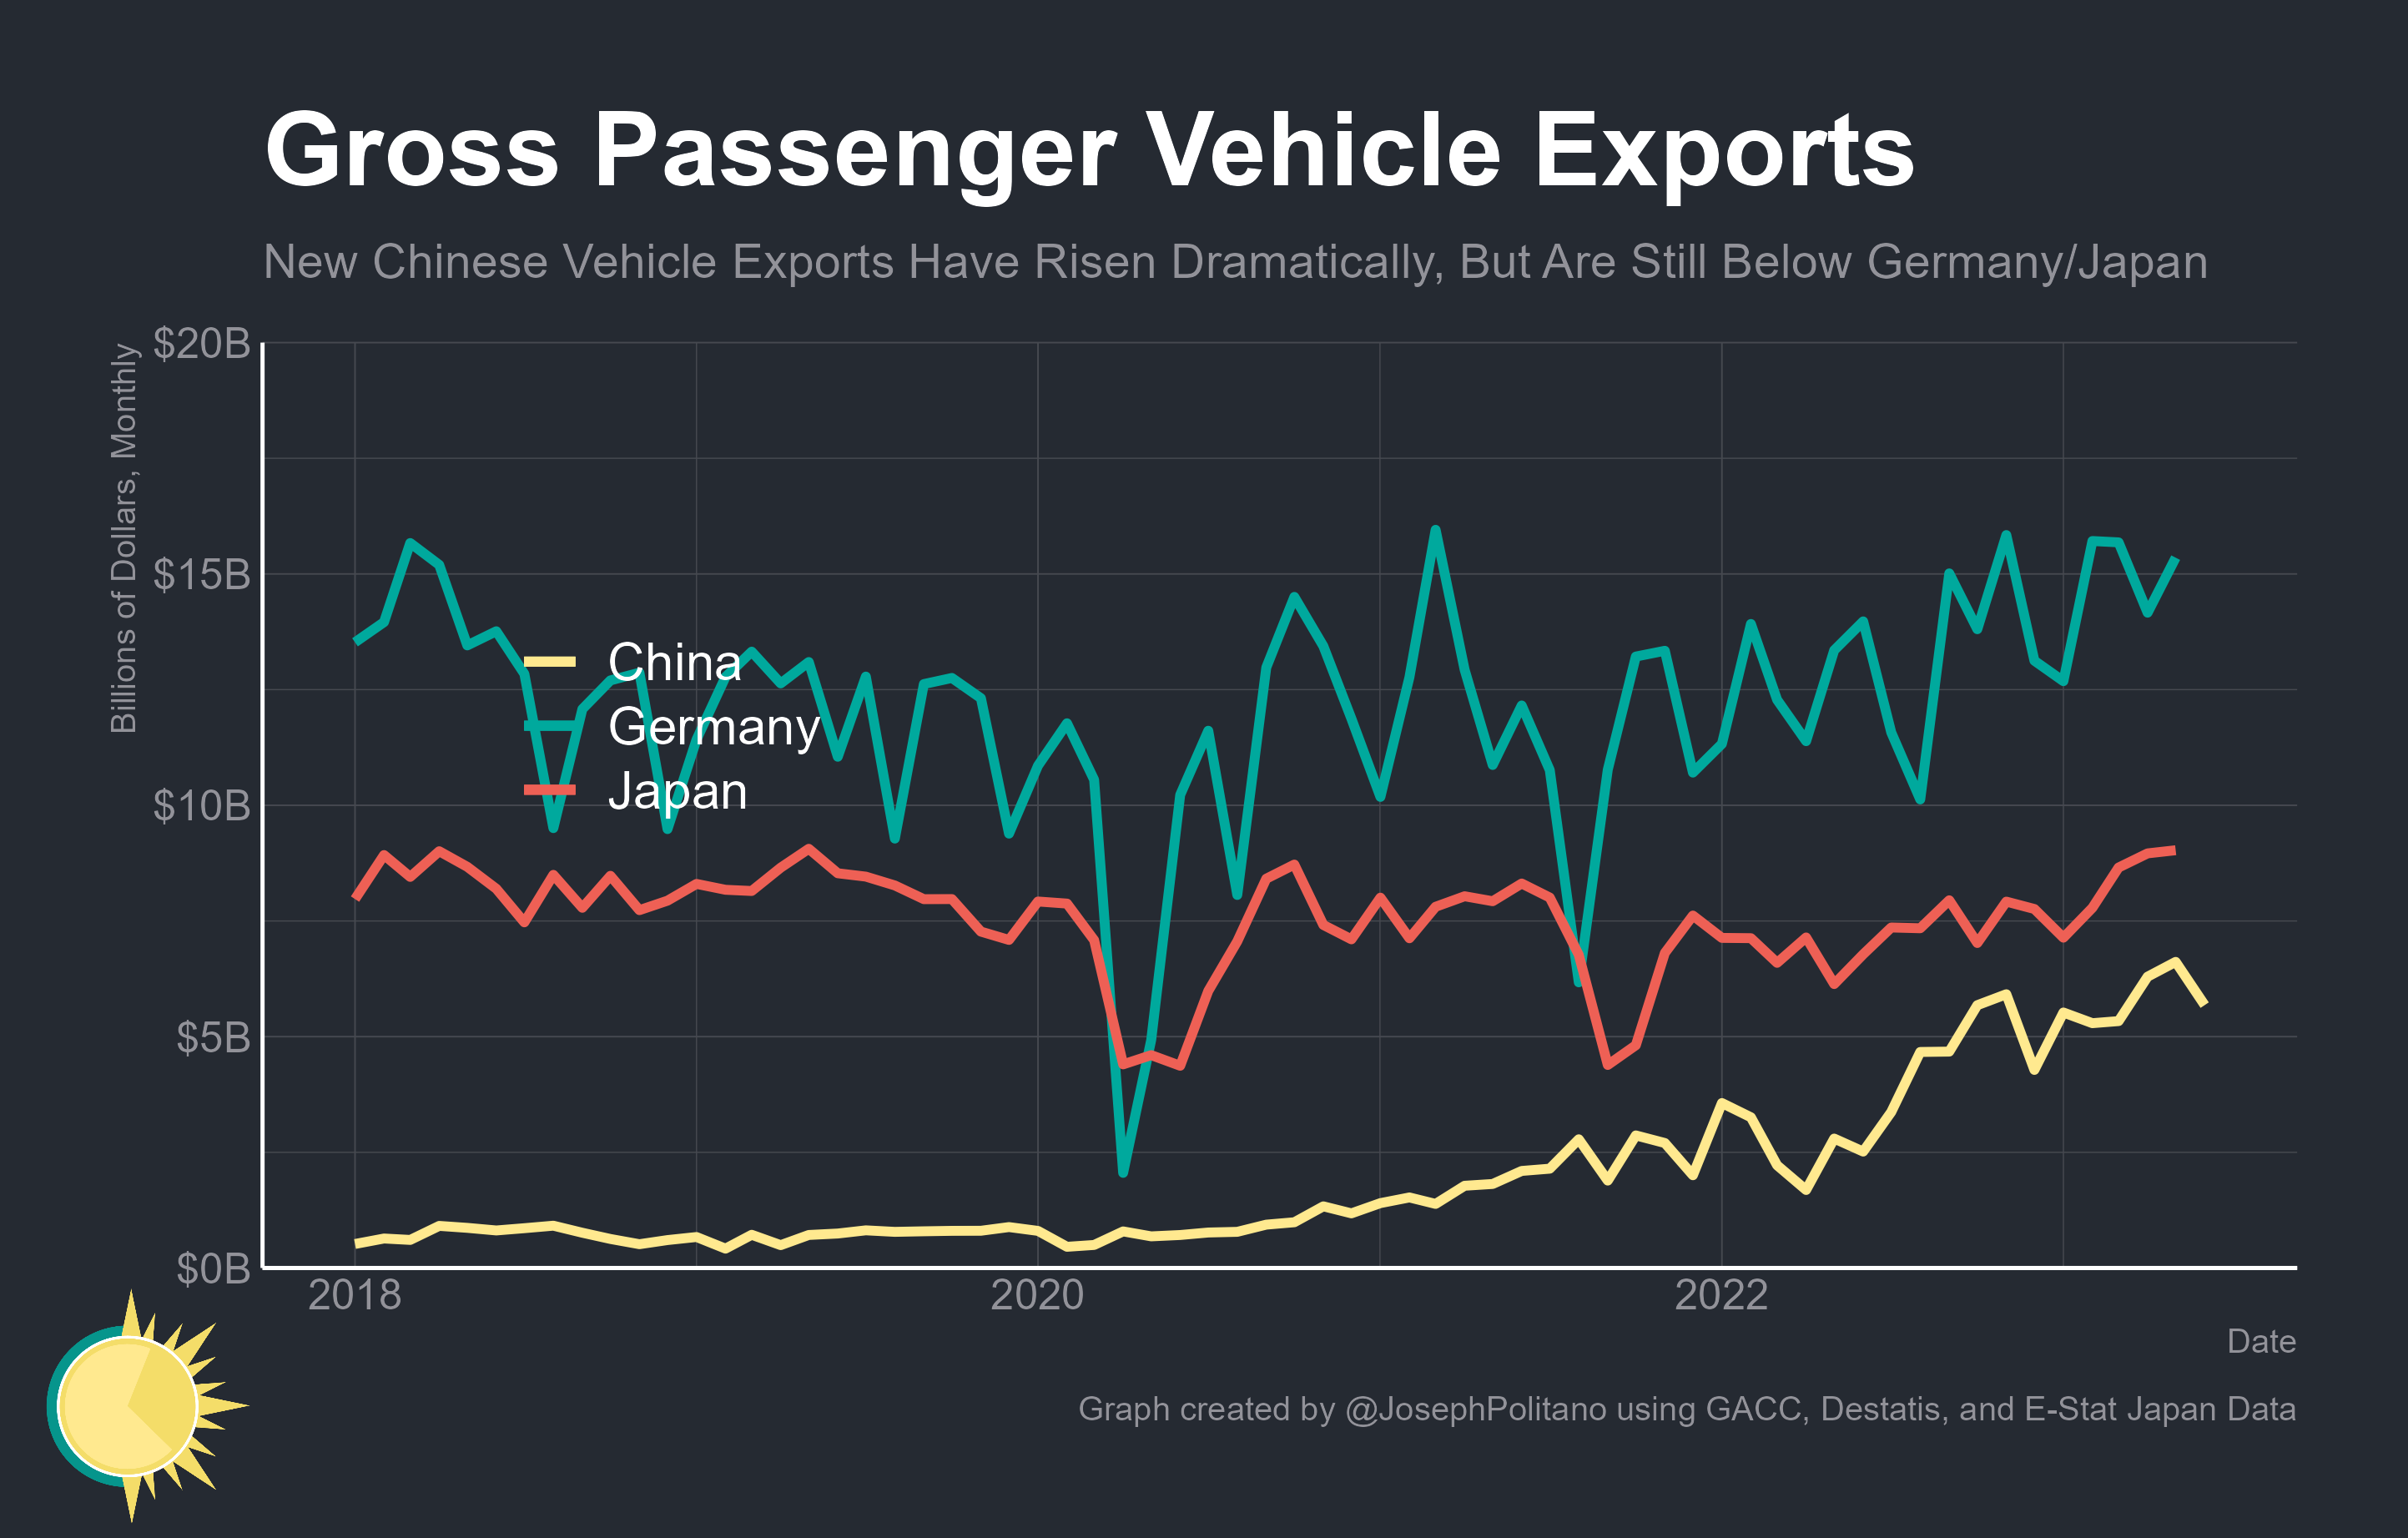 Gross Passenger Vehicle Exports
New Chinese Vehicle Exports Have Risen Dramatically, But Are Still Below Germany/Japan
Billions of Dollars, Monthly
$20B
$15B
$10B
$5B
$0B
China
Germany
Japan
2018 2020 2022
Date
Graph created by @JosephPolitano using GACC, Destatis, and E-Stat Japan Data